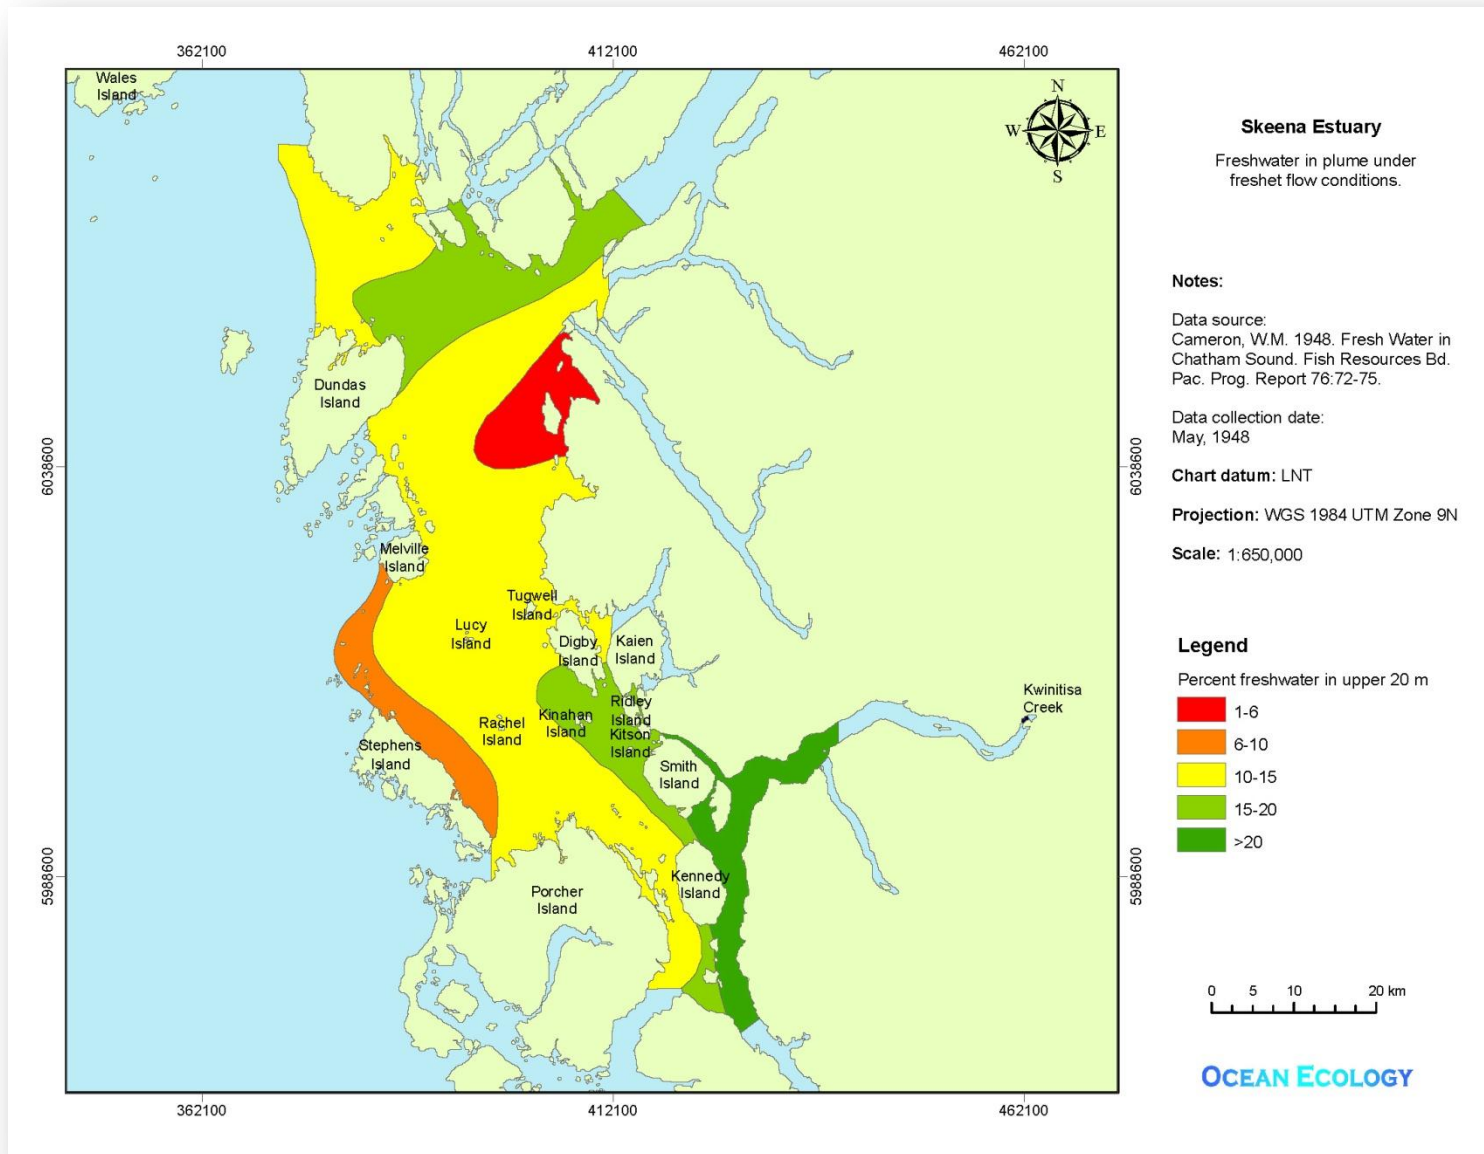 362100
412100
462100
Wales
Island
N
W
E
S
Dundas
Island
6038600
6038600
Melville
Island
Tugwell
Island
Lucy
Island
Digby
Island
Kaien
Island
Rachel
Island
Kinahan
Island
Ridley
Island
Kitson
Island
Stephens
Island
Smith
Island
Kwinitisa
Creek
Kennedy
Island
Porcher
Island
5988600
5988600
362100
412100
462100
Skeena Estuary
Freshwater in plume under
freshet flow conditions.
Notes:
Data source:
Cameron, W.M. 1948. Fresh Water in
Chatham Sound. Fish Resources Bd.
Pac. Prog. Report 76:72-75.
Data collection date:
May, 1948
Chart datum: LNT
Projection: WGS 1984 UTM Zone 9N
Scale: 1:650,000
Legend
Percent freshwater in upper 20 m
1-6
6-10
10-15
15-20
>20
0 5 10 20 km
OCEAN ECOLOGY